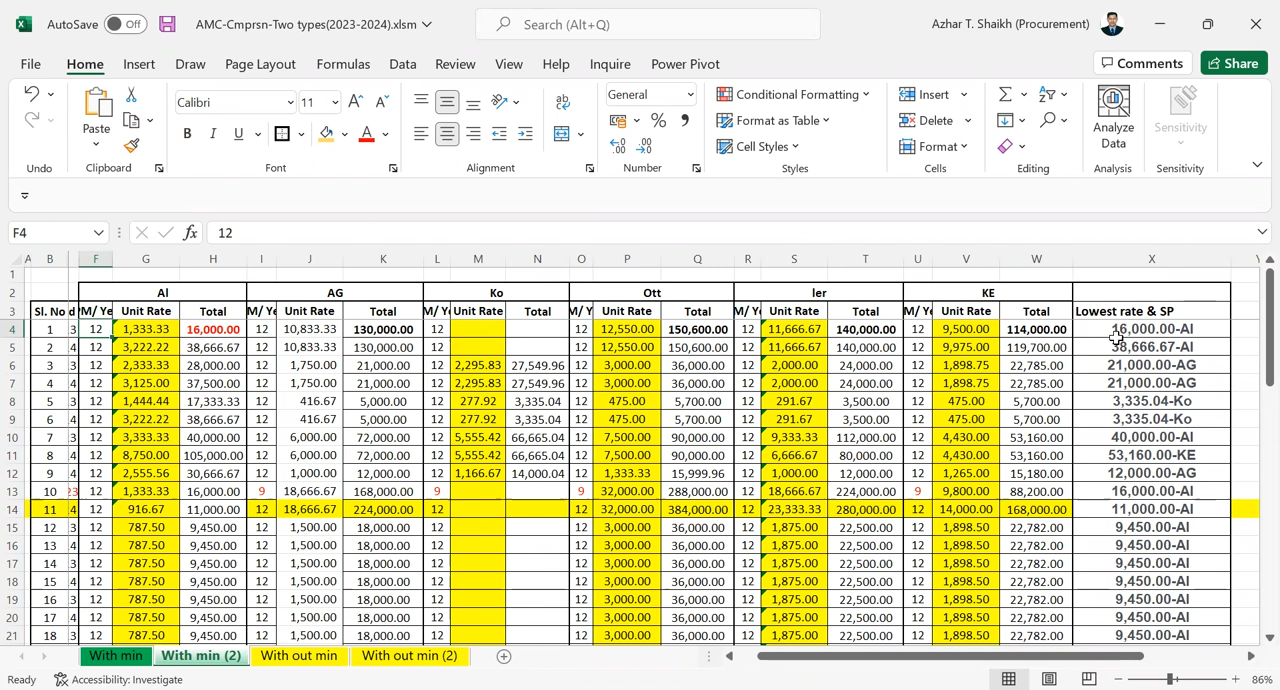 AutoSave Off AMC-Cmprsn-Two types(2023-2024).xlsm Search (Alt+Q) Azhar T. Shaikh (Procurement)
File Home Insert Draw Page Layout Formulas Data Review View Help Inquire Power Pivot Comments Share
Calibri 11 General Conditional Formatting Insert
Paste Format as Table Delete Analyze Data Sensitivity
Cell Styles Format
Undo Clipboard Font Alignment Number Styles Cells Editing Analysis Sensitivity
F4 fx 12
A B F G H I J K L M N O P Q R S T U V W X
1
2 Al AG Ko Ott Ier KE
3 Sl. No d M/ Ye Unit Rate Total M/ Ye Unit Rate Total M/ Y Unit Rate Total M/ Y Unit Rate Total M/ Y Unit Rate Total M/ Ye Unit Rate Total Lowest rate & SP
4 1 3 12 1,333.33 16,000.00 12 10,833.33 130,000.00 12 12 12,550.00 150,600.00 12 11,666.67 140,000.00 12 9,500.00 114,000.00 16,000.00-Al
5 2 4 12 3,222.22 38,666.67 12 10,833.33 130,000.00 12 12 12,550.00 150,600.00 12 11,666.67 140,000.00 12 9,975.00 119,700.00 38,666.67-Al
6 3 3 12 2,333.33 28,000.00 12 1,750.00 21,000.00 12 2,295.83 27,549.96 12 3,000.00 36,000.00 12 2,000.00 24,000.00 12 1,898.75 22,785.00 21,000.00-AG
7 4 4 12 3,125.00 37,500.00 12 1,750.00 21,000.00 12 2,295.83 27,549.96 12 3,000.00 36,000.00 12 2,000.00 24,000.00 12 1,898.75 22,785.00 21,000.00-AG
8 5 3 12 1,444.44 17,333.33 12 416.67 5,000.00 12 277.92 3,335.04 12 475.00 5,700.00 12 291.67 3,500.00 12 475.00 5,700.00 3,335.04-Ko
9 6 4 12 3,222.22 38,666.67 12 416.67 5,000.00 12 277.92 3,335.04 12 475.00 5,700.00 12 291.67 3,500.00 12 475.00 5,700.00 3,335.04-Ko
10 7 3 12 3,333.33 40,000.00 12 6,000.00 72,000.00 12 5,555.42 66,665.04 12 7,500.00 90,000.00 12 9,333.33 112,000.00 12 4,430.00 53,160.00 40,000.00-Al
11 8 4 12 8,750.00 105,000.00 12 6,000.00 72,000.00 12 5,555.42 66,665.04 12 7,500.00 90,000.00 12 6,666.67 80,000.00 12 4,430.00 53,160.00 53,160.00-KE
12 9 4 12 2,555.56 30,666.67 12 1,000.00 12,000.00 12 1,166.67 14,000.04 12 1,333.33 15,999.96 12 1,000.00 12,000.00 12 1,265.00 15,180.00 12,000.00-AG
13 10 23 12 1,333.33 16,000.00 9 18,666.67 168,000.00 9 9 32,000.00 288,000.00 12 18,666.67 224,000.00 9 9,800.00 88,200.00 16,000.00-Al
14 11 4 12 916.67 11,000.00 12 18,666.67 224,000.00 12 12 32,000.00 384,000.00 12 23,333.33 280,000.00 12 14,000.00 168,000.00 11,000.00-Al
15 12 3 12 787.50 9,450.00 12 1,500.00 18,000.00 12 12 3,000.00 36,000.00 12 1,875.00 22,500.00 12 1,898.50 22,782.00 9,450.00-Al
16 13 4 12 787.50 9,450.00 12 1,500.00 18,000.00 12 12 3,000.00 36,000.00 12 1,875.00 22,500.00 12 1,898.50 22,782.00 9,450.00-Al
17 14 3 12 787.50 9,450.00 12 1,500.00 18,000.00 12 12 3,000.00 36,000.00 12 1,875.00 22,500.00 12 1,898.50 22,782.00 9,450.00-Al
18 15 4 12 787.50 9,450.00 12 1,500.00 18,000.00 12 12 3,000.00 36,000.00 12 1,875.00 22,500.00 12 1,898.50 22,782.00 9,450.00-Al
19 16 3 12 787.50 9,450.00 12 1,500.00 18,000.00 12 12 3,000.00 36,000.00 12 1,875.00 22,500.00 12 1,898.50 22,782.00 9,450.00-Al
20 17 4 12 787.50 9,450.00 12 1,500.00 18,000.00 12 12 3,000.00 36,000.00 12 1,875.00 22,500.00 12 1,898.50 22,782.00 9,450.00-Al
21 18 3 12 787.50 9,450.00 12 1,500.00 18,000.00 12 12 3,000.00 36,000.00 12 1,875.00 22,500.00 12 1,898.50 22,782.00 9,450.00-Al
With min With min (2) With out min With out min (2)
Ready Accessibility: Investigate 86%